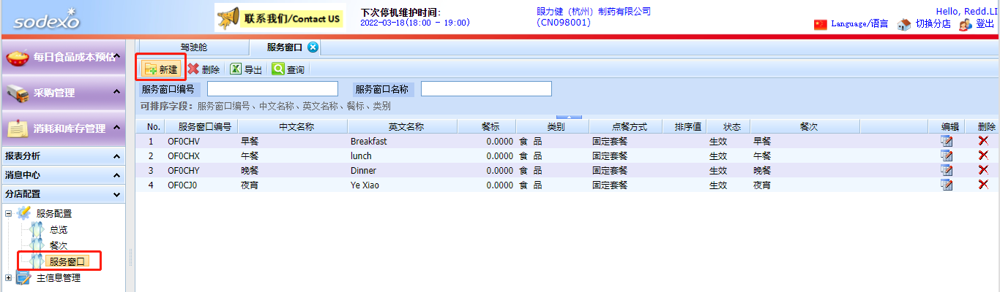 sodexo
联系我们/Contact US
下次停机维护时间:
2022-03-18(18:00 - 19:00)
眼力健（杭州）制药有限公司
(CN098001)
Hello, Redd.LI
Language/语言 切换分店 登出
每日食品成本预估
采购管理
消耗和库存管理
报表分析
消息中心
分店配置
服务配置
总览
餐次
服务窗口
主信息管理
驾驶舱 服务窗口
新建 删除 导出 查询
服务窗口编号 服务窗口名称
可排序字段：服务窗口编号、中文名称、英文名称、餐标、类别
No. 服务窗口编号 中文名称 英文名称 餐标 类别 点餐方式 排序值 状态 餐次 编辑 删除
1 OF0CHV 早餐 Breakfast 0.0000 食 品 固定套餐 生效 早餐
2 OF0CHX 午餐 lunch 0.0000 食 品 固定套餐 生效 午餐
3 OF0CHY 晚餐 Dinner 0.0000 食 品 固定套餐 生效 晚餐
4 OF0CJ0 夜宵 Ye Xiao 0.0000 食 品 固定套餐 生效 夜宵